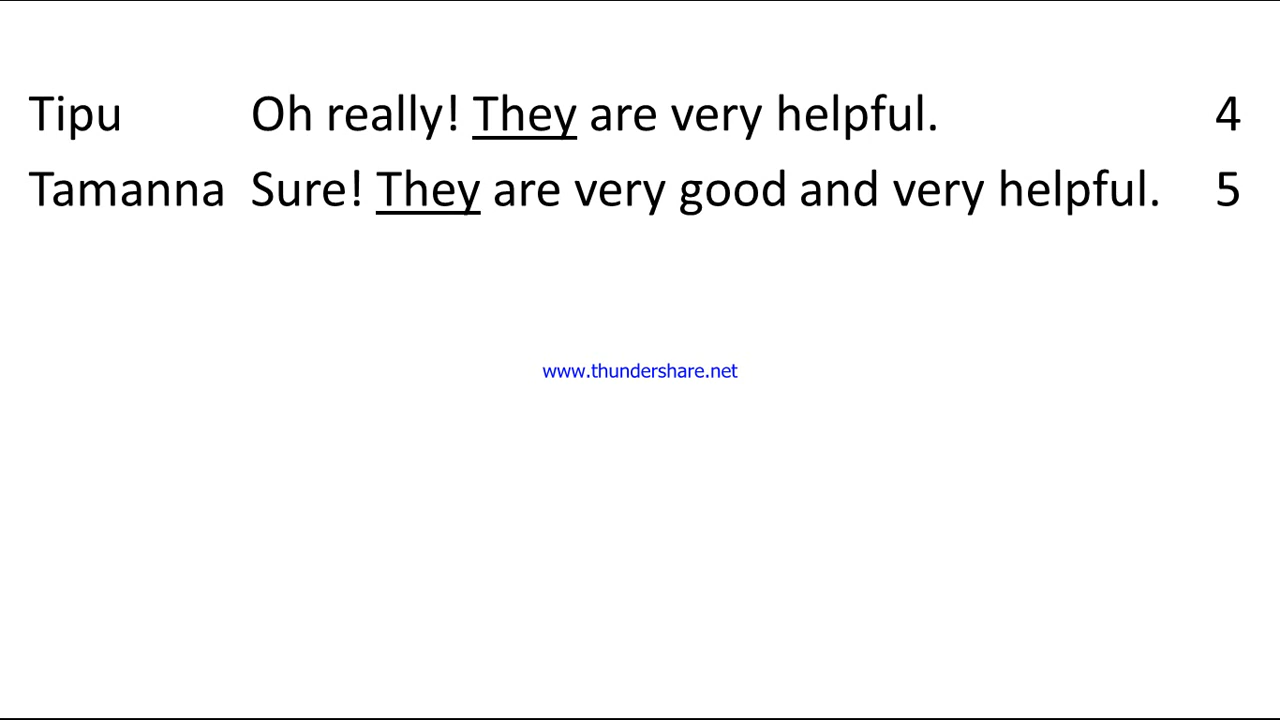 Tipu Oh really! They are very helpful. 4
Tamanna Sure! They are very good and very helpful. 5
www.thundershare.net